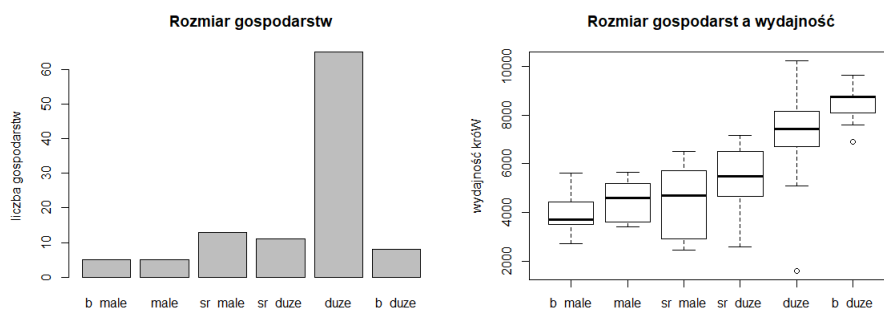 Rozmiar gospodarstw
liczba gospodarstw
60
50
40
30
20
10
0
b male male sr male sr duze duze b duze
Rozmiar gospodarst a wydajność
wydajność króW
10000
8000
6000
4000
2000
b male male sr male sr duze duze b duze